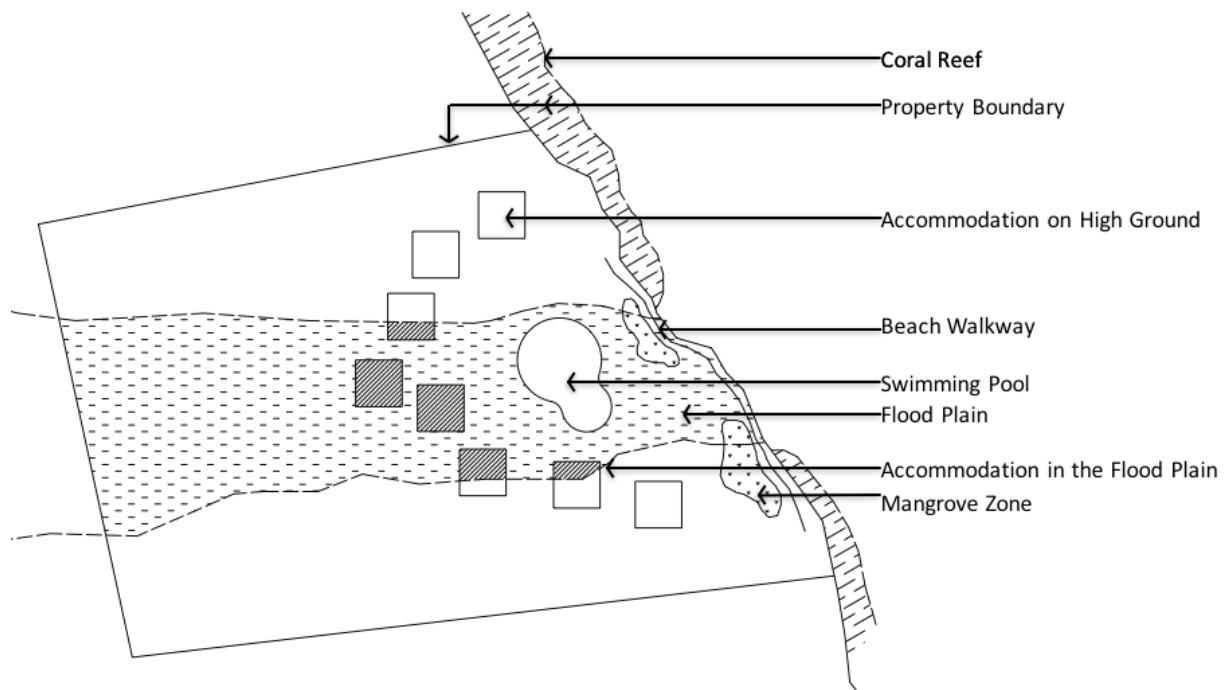 Coral Reef
Property Boundary
Accommodation on High Ground
Beach Walkway
Swimming Pool
Flood Plain
Accommodation in the Flood Plain
Mangrove Zone